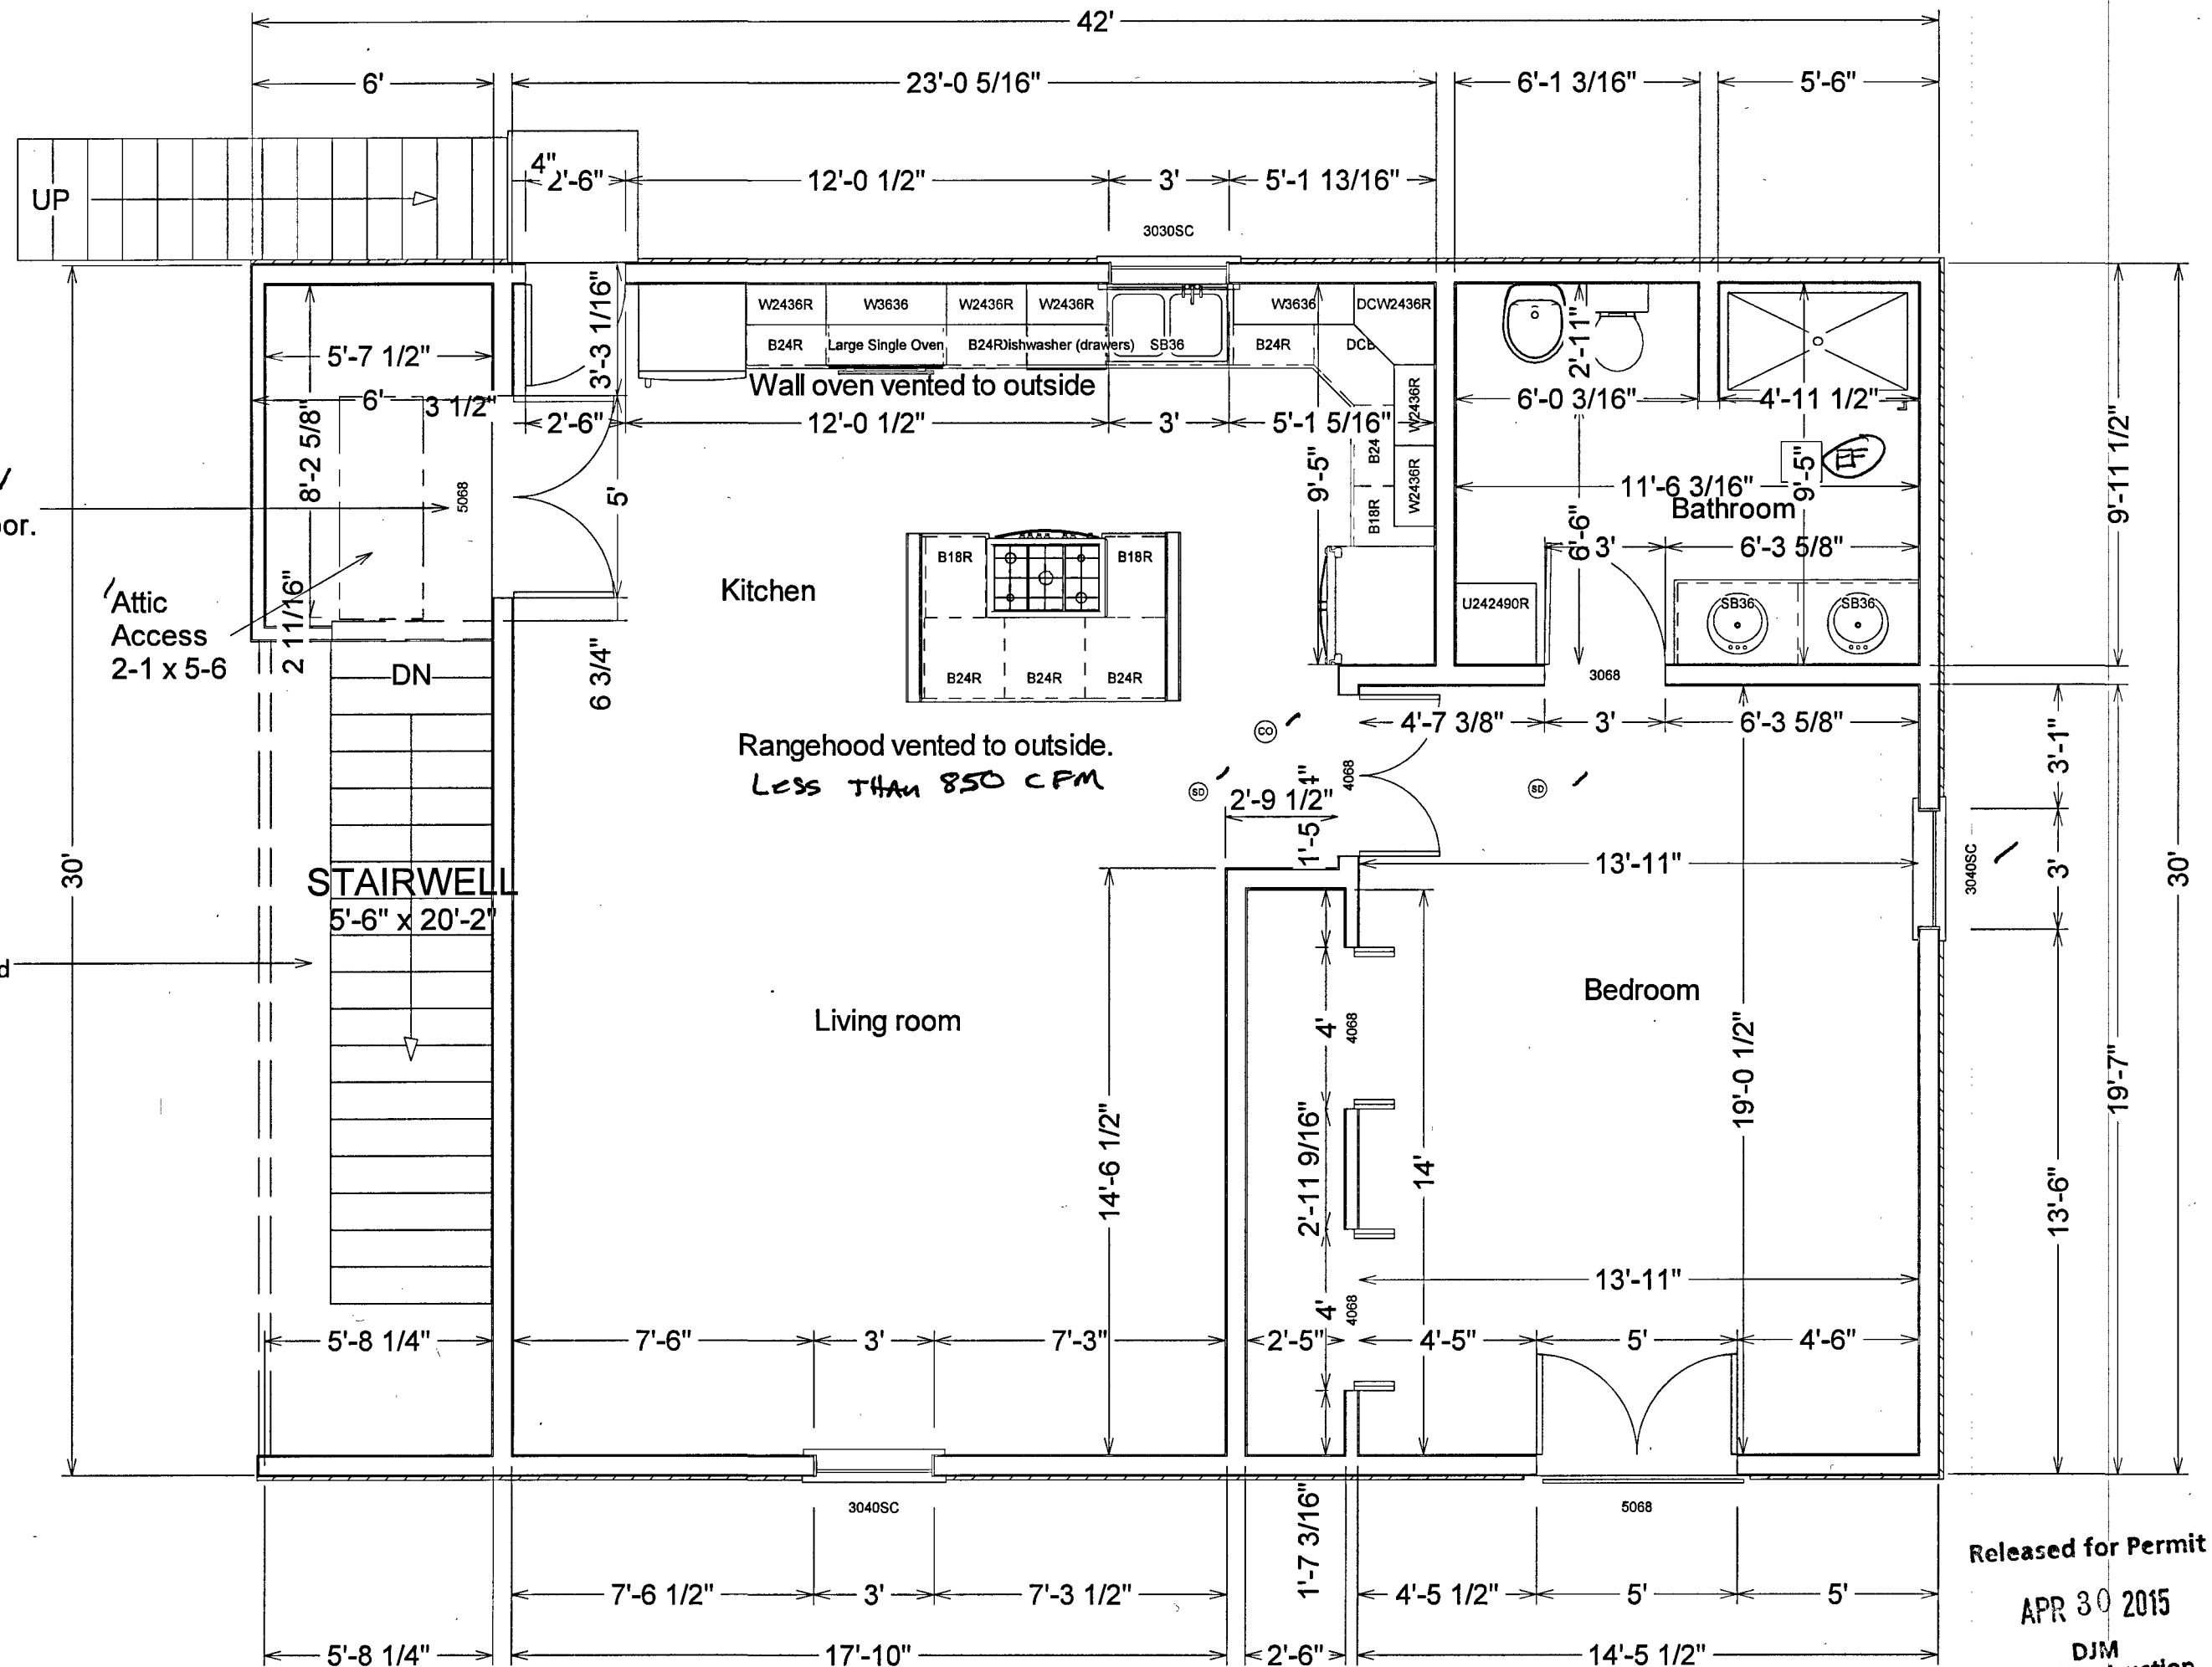 42'
6'
23'-0 5/16"
6'-1 3/16"
5'-6"
4"
2'-6"
12'-0 1/2"
3'
5'-1 13/16"
UP
3030SC
W2436R
W3636
W2436R
W2436R
W3636
DCW2436R
B24R
Large Single Oven
B24R
Dishwasher (drawers)
SB36
B24R
DCB
3'-3 1/16"
2'-11"
5'-7 1/2"
Wall oven vented to outside
6'
3 1/2"
2'-6"
12'-0 1/2"
3'
5'-1 5/16"
W2436R
6'-0 3/16"
4'-11 1/2"
8'-2 5/8"
5068
5'
9'-5"
B24
W2436R
B18R
EF
11'-6 3/16"
9'-5"
Bathroom
9'-11 1/2"
oor.
6'-6"
3'
6'-3 5/8"
B18R
B18R
Kitchen
Attic
Access
2-1 x 5-6
2 11/16"
U242490R
SB36
SB36
6 3/4"
DN
B24R
B24R
B24R
3068
4'-7 3/8"
3'
6'-3 5/8"
Rangehood vented to outside.
LESS THAN 850 CFM
CO
SD
SD
4068
2'-9 1/2"
3'-1"
13'-11"
30'
3040SC
3'
30'
STAIRWELL
5'-6" x 20'-2"
d
Bedroom
Living room
4'
4068
19'-0 1/2"
19'-7"
14'-6 1/2"
2'-11 9/16"
14'
13'-6"
13'-11"
4'
4068
5'-8 1/4"
7'-6"
3'
7'-3"
2'-5"
4'-5"
5'
4'-6"
3040SC
5068
1'-7 3/16"
Released for Permit
7'-6 1/2"
3'
7'-3 1/2"
4'-5 1/2"
5'
5'
APR 30 2015
DJM
5'-8 1/4"
17'-10"
2'-6"
14'-5 1/2"